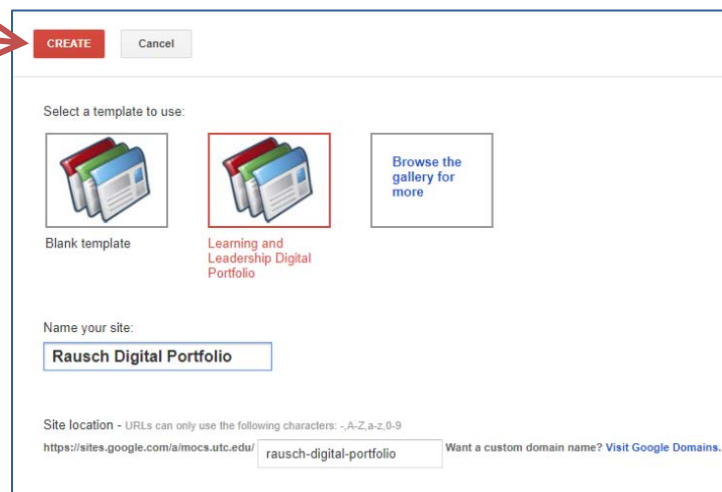 CREATE Cancel
Select a template to use:
Browse the
gallery for
more
Blank template
Learning and
Leadership Digital
Portfolio
Name your site:
Rausch Digital Portfolio
Site location - URLs can only use the following characters: -,A-Z,a-z,0-9
https://sites.google.com/a/mocs.utc.edu/ rausch-digital-portfolio Want a custom domain name? Visit Google Domains.